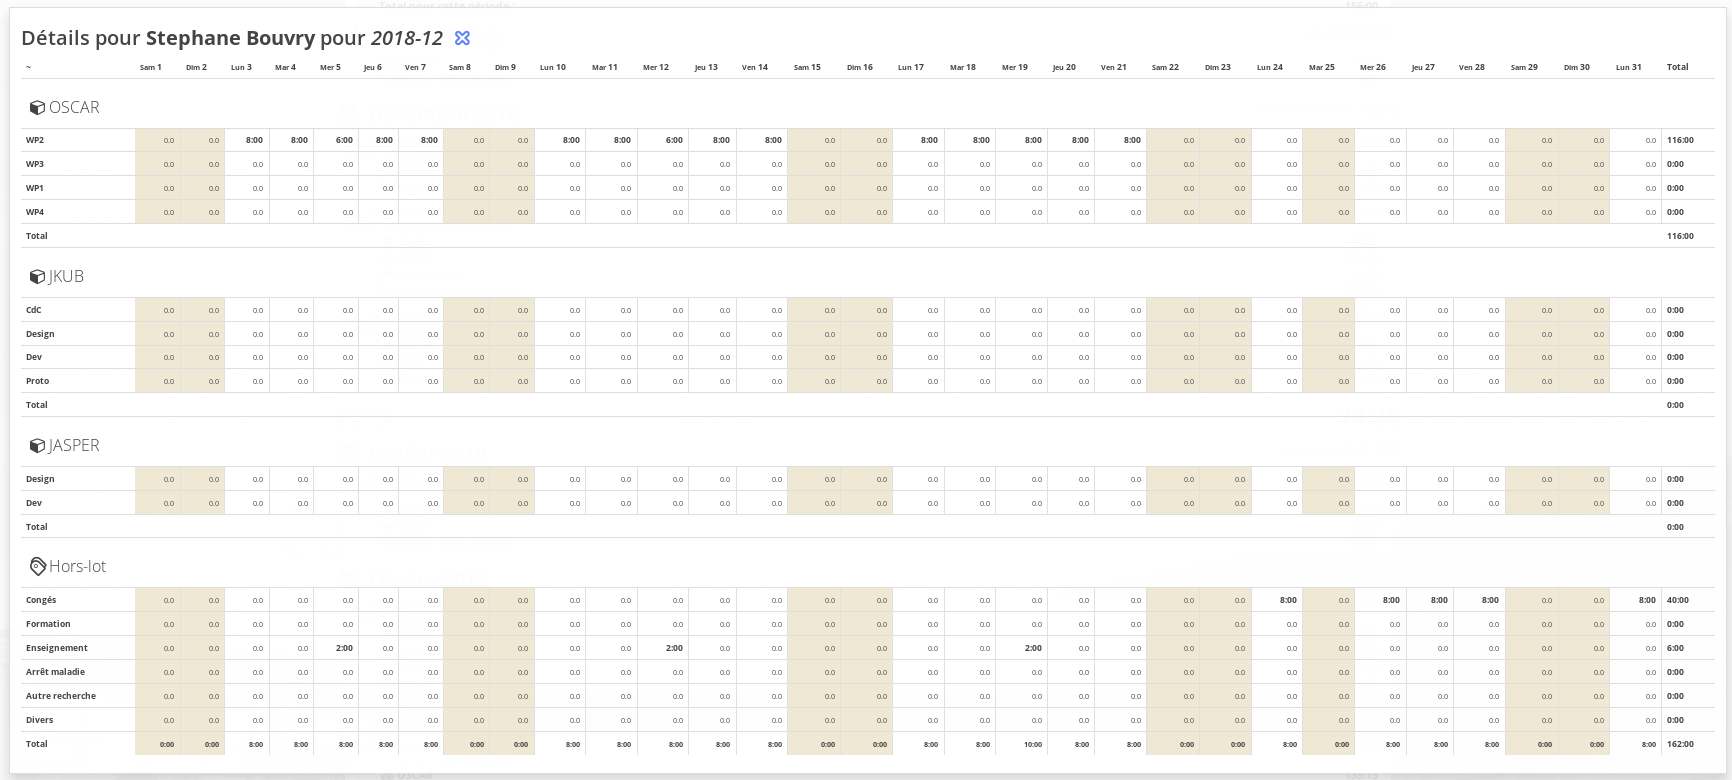 Total pour cette période : 156:00
Détails pour Stephane Bouvry pour 2018-12
~ Sam 1 Dim 2 Lun 3 Mar 4 Mer 5 Jeu 6 Ven 7 Sam 8 Dim 9 Lun 10 Mar 11 Mer 12 Jeu 13 Ven 14 Sam 15 Dim 16 Lun 17 Mar 18 Mer 19 Jeu 20 Ven 21 Sam 22 Dim 23 Lun 24 Mar 25 Mer 26 Jeu 27 Ven 28 Sam 29 Dim 30 Lun 31 Total
OSCAR
WP2 0.0 0.0 8:00 8:00 6:00 8:00 8:00 0.0 0.0 8:00 8:00 6:00 8:00 8:00 0.0 0.0 8:00 8:00 8:00 8:00 8:00 0.0 0.0 0.0 0.0 0.0 0.0 0.0 0.0 0.0 0.0 116:00
WP3 0.0 0.0 0.0 0.0 0.0 0.0 0.0 0.0 0.0 0.0 0.0 0.0 0.0 0.0 0.0 0.0 0.0 0.0 0.0 0.0 0.0 0.0 0.0 0.0 0.0 0.0 0.0 0.0 0.0 0.0 0.0 0:00
WP1 0.0 0.0 0.0 0.0 0.0 0.0 0.0 0.0 0.0 0.0 0.0 0.0 0.0 0.0 0.0 0.0 0.0 0.0 0.0 0.0 0.0 0.0 0.0 0.0 0.0 0.0 0.0 0.0 0.0 0.0 0.0 0:00
WP4 0.0 0.0 0.0 0.0 0.0 0.0 0.0 0.0 0.0 0.0 0.0 0.0 0.0 0.0 0.0 0.0 0.0 0.0 0.0 0.0 0.0 0.0 0.0 0.0 0.0 0.0 0.0 0.0 0.0 0.0 0.0 0:00
Total 116:00
JKUB
CdC 0.0 0.0 0.0 0.0 0.0 0.0 0.0 0.0 0.0 0.0 0.0 0.0 0.0 0.0 0.0 0.0 0.0 0.0 0.0 0.0 0.0 0.0 0.0 0.0 0.0 0.0 0.0 0.0 0.0 0.0 0.0 0:00
Design 0.0 0.0 0.0 0.0 0.0 0.0 0.0 0.0 0.0 0.0 0.0 0.0 0.0 0.0 0.0 0.0 0.0 0.0 0.0 0.0 0.0 0.0 0.0 0.0 0.0 0.0 0.0 0.0 0.0 0.0 0.0 0:00
Dev 0.0 0.0 0.0 0.0 0.0 0.0 0.0 0.0 0.0 0.0 0.0 0.0 0.0 0.0 0.0 0.0 0.0 0.0 0.0 0.0 0.0 0.0 0.0 0.0 0.0 0.0 0.0 0.0 0.0 0.0 0.0 0:00
Proto 0.0 0.0 0.0 0.0 0.0 0.0 0.0 0.0 0.0 0.0 0.0 0.0 0.0 0.0 0.0 0.0 0.0 0.0 0.0 0.0 0.0 0.0 0.0 0.0 0.0 0.0 0.0 0.0 0.0 0.0 0.0 0:00
Total 0:00
JASPER
Design 0.0 0.0 0.0 0.0 0.0 0.0 0.0 0.0 0.0 0.0 0.0 0.0 0.0 0.0 0.0 0.0 0.0 0.0 0.0 0.0 0.0 0.0 0.0 0.0 0.0 0.0 0.0 0.0 0.0 0.0 0.0 0:00
Dev 0.0 0.0 0.0 0.0 0.0 0.0 0.0 0.0 0.0 0.0 0.0 0.0 0.0 0.0 0.0 0.0 0.0 0.0 0.0 0.0 0.0 0.0 0.0 0.0 0.0 0.0 0.0 0.0 0.0 0.0 0.0 0:00
Total 0:00
Hors-lot
Congés 0.0 0.0 0.0 0.0 0.0 0.0 0.0 0.0 0.0 0.0 0.0 0.0 0.0 0.0 0.0 0.0 0.0 0.0 0.0 0.0 0.0 0.0 0.0 8:00 0.0 8:00 8:00 8:00 0.0 0.0 8:00 40:00
Formation 0.0 0.0 0.0 0.0 0.0 0.0 0.0 0.0 0.0 0.0 0.0 0.0 0.0 0.0 0.0 0.0 0.0 0.0 0.0 0.0 0.0 0.0 0.0 0.0 0.0 0.0 0.0 0.0 0.0 0.0 0.0 0:00
Enseignement 0.0 0.0 0.0 0.0 2:00 0.0 0.0 0.0 0.0 0.0 0.0 2:00 0.0 0.0 0.0 0.0 0.0 0.0 2:00 0.0 0.0 0.0 0.0 0.0 0.0 0.0 0.0 0.0 0.0 0.0 0.0 6:00
Arrêt maladie 0.0 0.0 0.0 0.0 0.0 0.0 0.0 0.0 0.0 0.0 0.0 0.0 0.0 0.0 0.0 0.0 0.0 0.0 0.0 0.0 0.0 0.0 0.0 0.0 0.0 0.0 0.0 0.0 0.0 0.0 0.0 0:00
Autre recherche 0.0 0.0 0.0 0.0 0.0 0.0 0.0 0.0 0.0 0.0 0.0 0.0 0.0 0.0 0.0 0.0 0.0 0.0 0.0 0.0 0.0 0.0 0.0 0.0 0.0 0.0 0.0 0.0 0.0 0.0 0.0 0:00
Divers 0.0 0.0 0.0 0.0 0.0 0.0 0.0 0.0 0.0 0.0 0.0 0.0 0.0 0.0 0.0 0.0 0.0 0.0 0.0 0.0 0.0 0.0 0.0 0.0 0.0 0.0 0.0 0.0 0.0 0.0 0.0 0:00
Total 0:00 0:00 8:00 8:00 8:00 8:00 8:00 0:00 0:00 8:00 8:00 8:00 8:00 8:00 0:00 0:00 8:00 8:00 10:00 8:00 8:00 0:00 0:00 8:00 0:00 8:00 8:00 8:00 0:00 0:00 8:00 162:00
OSCAR